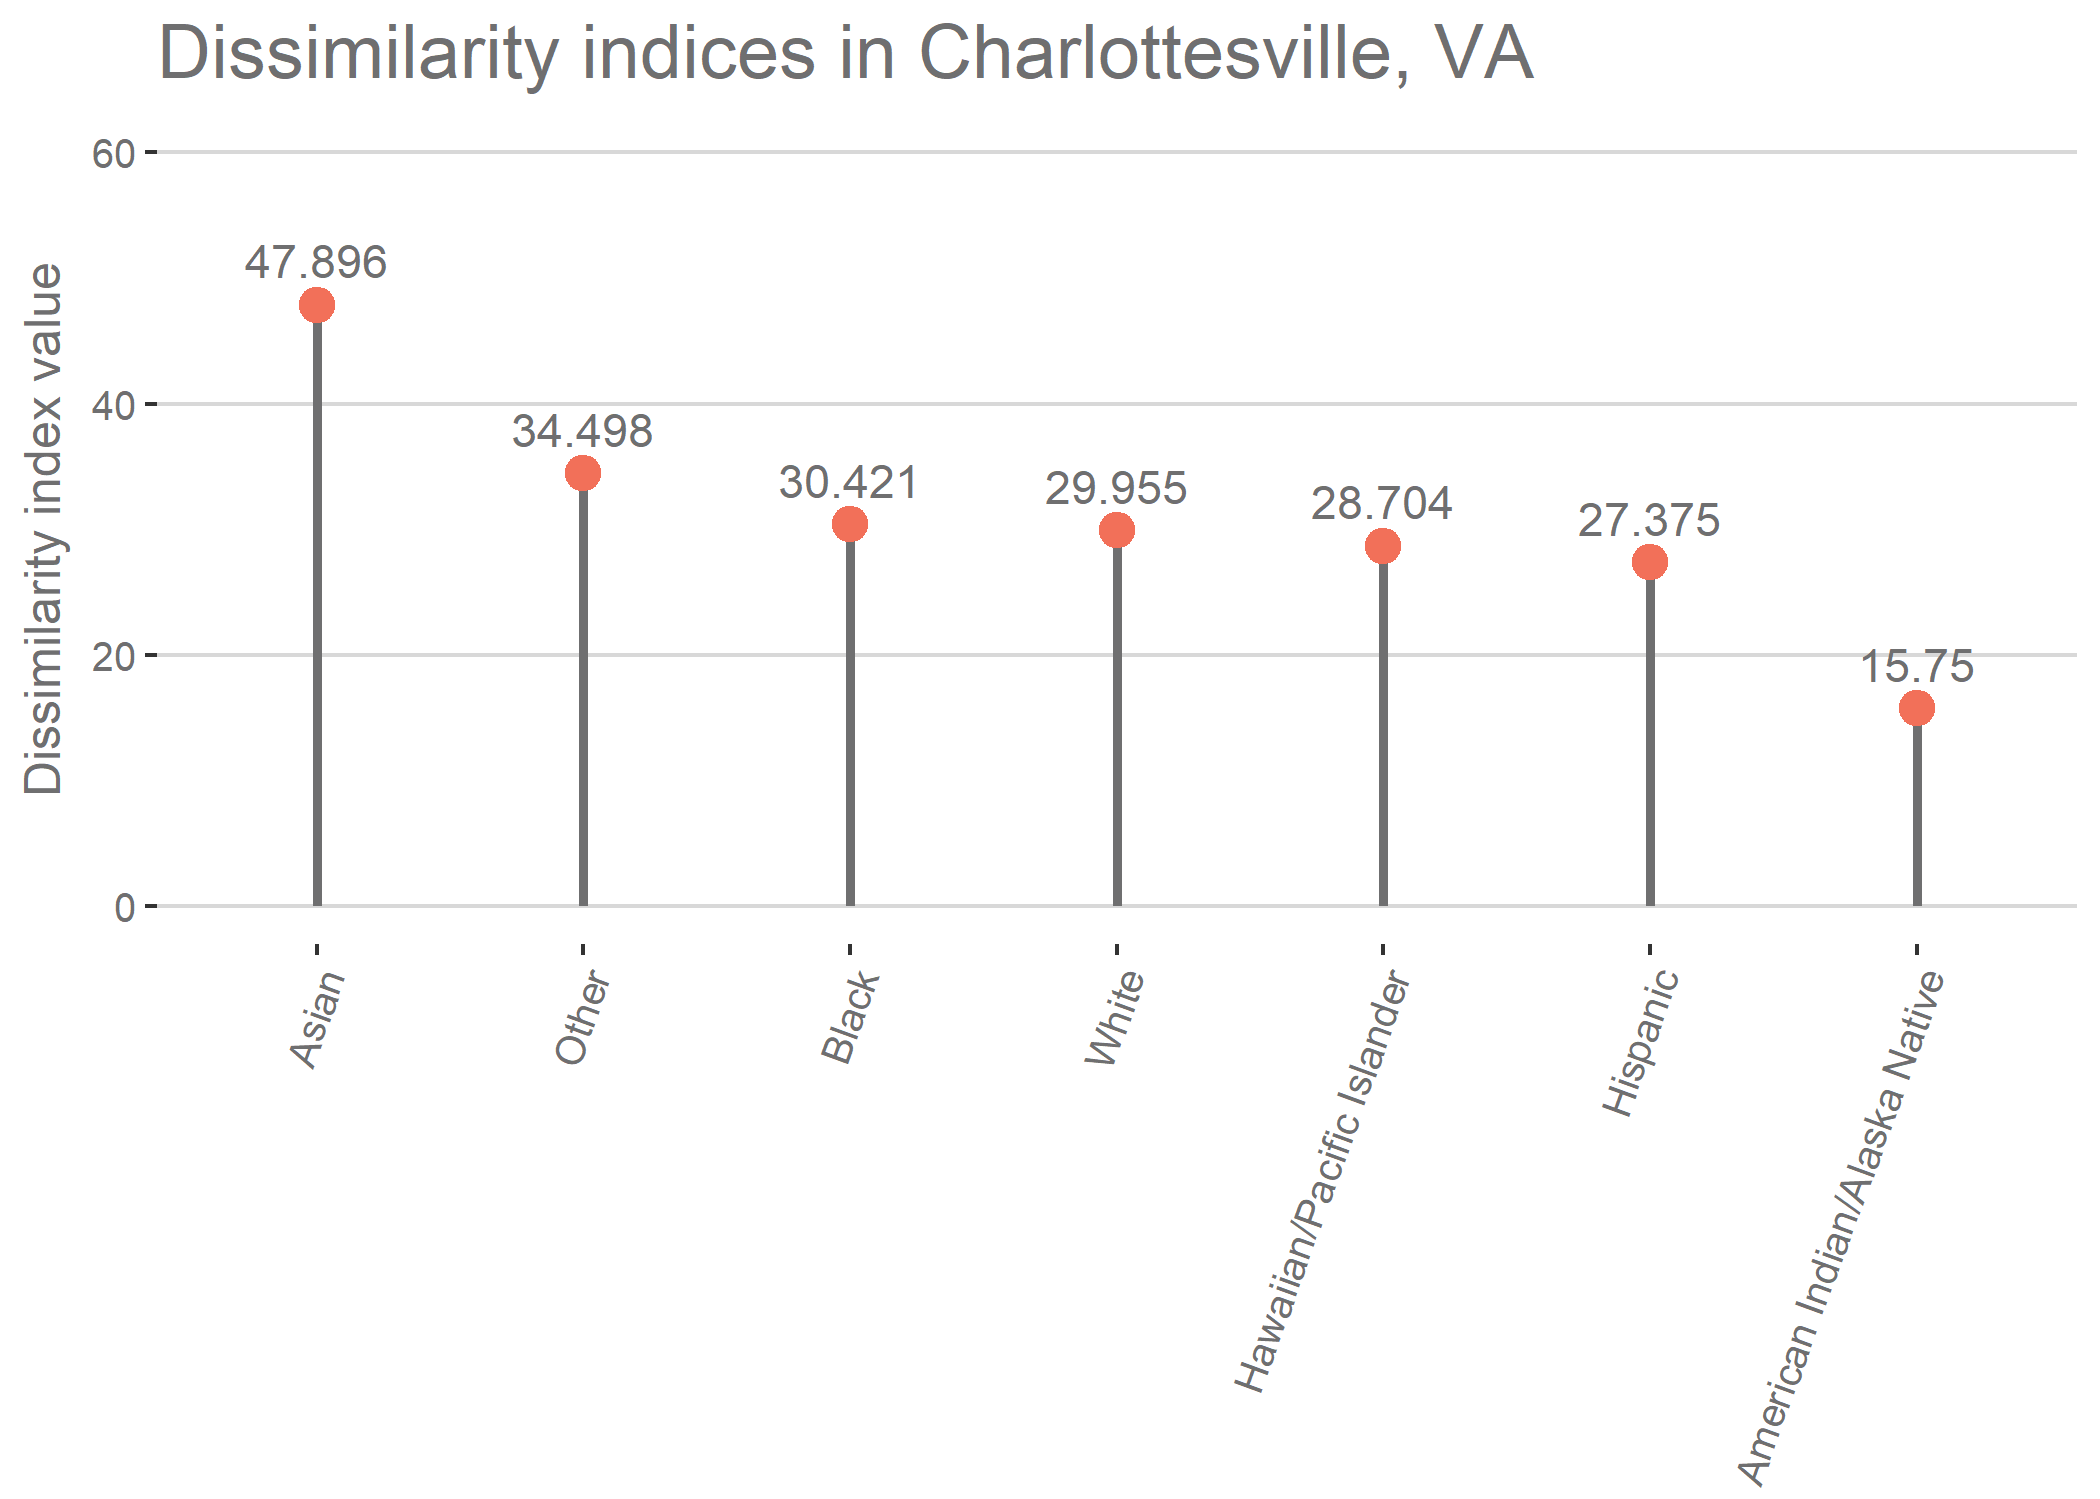 Dissimilarity indices in Charlottesville, VA
Dissimilarity index value
60
40
20
0
47.896
34.498
30.421
29.955
28.704
27.375
15.75
Asian
Other
Black
White
Hawaiian/Pacific Islander
Hispanic
American Indian/Alaska Native